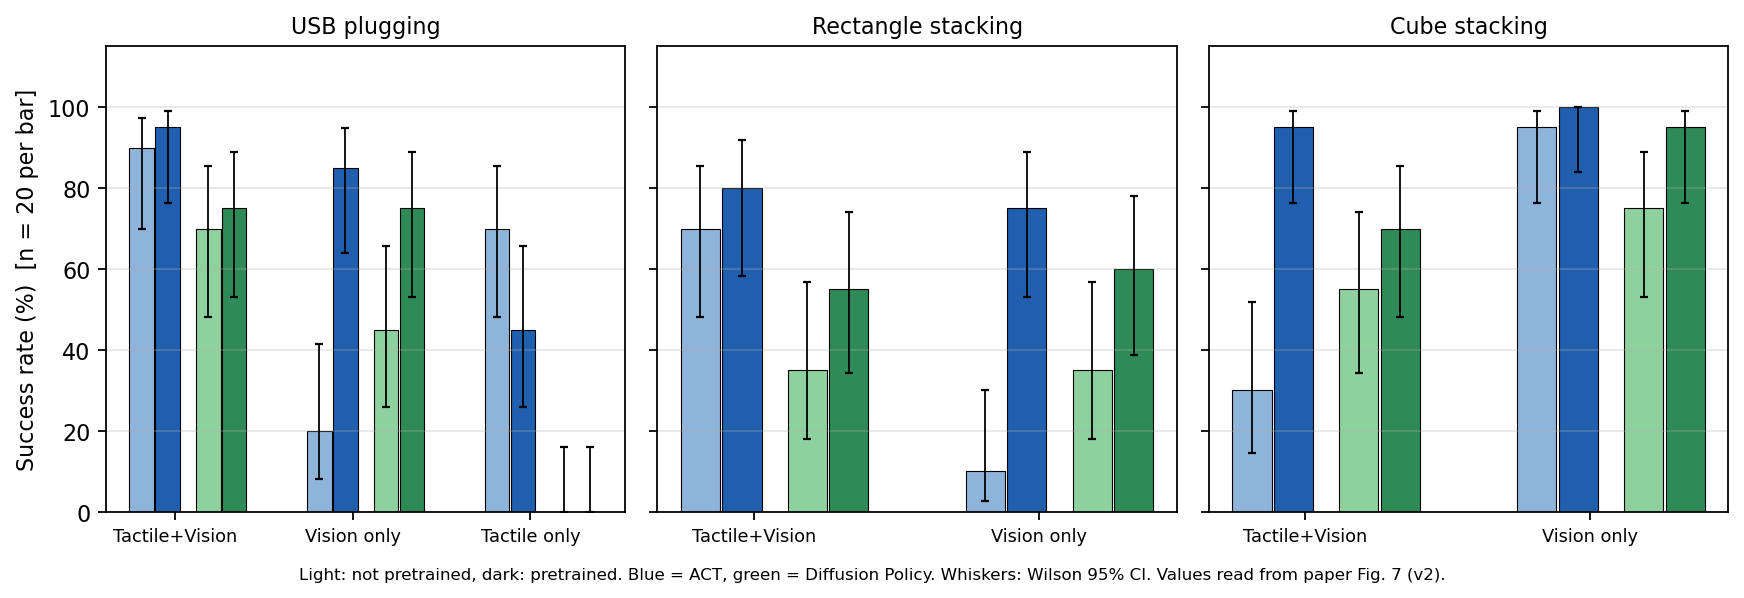 USB plugging
Rectangle stacking
Cube stacking
Success rate (%)  [n = 20 per bar]
100
80
60
40
20
0
Tactile+Vision
Vision only
Tactile only
Tactile+Vision
Vision only
Tactile+Vision
Vision only
Light: not pretrained, dark: pretrained. Blue = ACT, green = Diffusion Policy. Whiskers: Wilson 95% CI. Values read from paper Fig. 7 (v2).